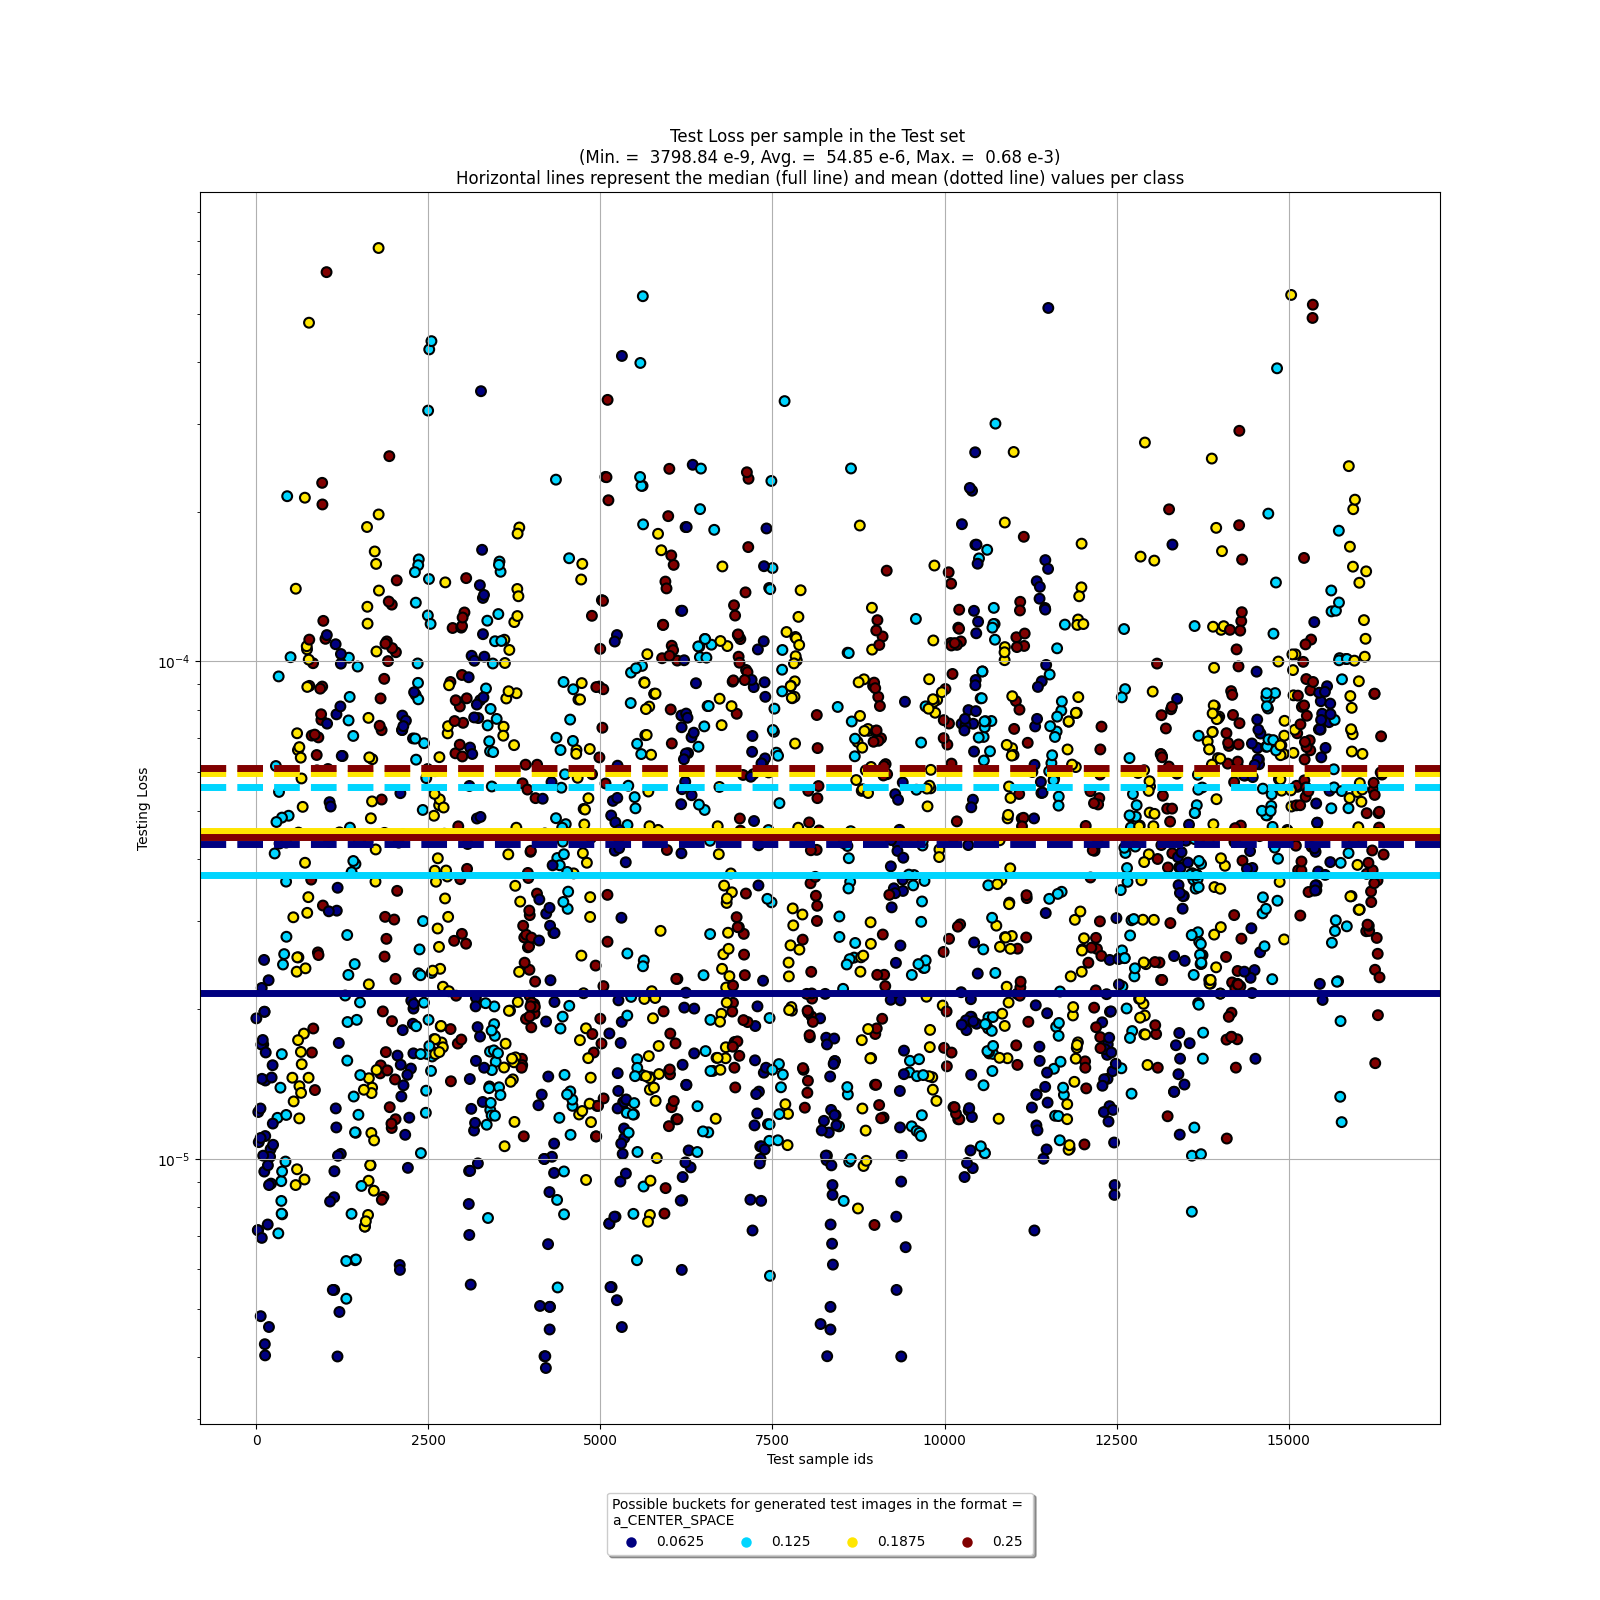 Test Loss per sample in the Test set
(Min. =  3798.84 e-9, Avg. =  54.85 e-6, Max. =  0.68 e-3)
Horizontal lines represent the median (full line) and mean (dotted line) values per class
Testing Loss
10⁻⁴
10⁻⁵
0 2500 5000 7500 10000 12500 15000
Test sample ids
Possible buckets for generated test images in the format =
a_CENTER_SPACE
0.0625 0.125 0.1875 0.25